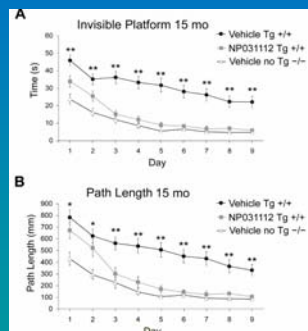 A
Invisible Platform 15 mo
Vehicle Tg +/+
NP031112 Tg +/+
Vehicle no Tg −/−
Time (s)
60
50
40
30
20
10
0
** ** ** ** ** ** ** ** **
1 2 3 4 5 6 7 8 9
Day
B
Path Length 15 mo
Vehicle Tg +/+
NP031112 Tg +/+
Vehicle no Tg −/−
Path Length (mm)
900
800
700
600
500
400
300
200
100
0
* * ** ** ** ** ** ** **
1 2 3 4 5 6 7 8 9
Day